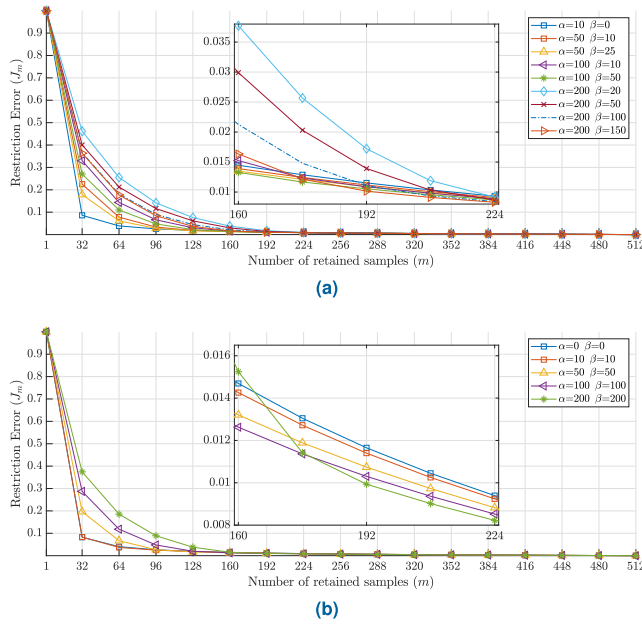 Restriction Error (Jm)
0.9
0.8
0.7
0.6
0.5
0.4
0.3
0.2
0.1
1 32 64 96 128 160 192 224 256 288 320 352 384 416 448 480 512
Number of retained samples (m)
0.035
0.03
0.025
0.02
0.015
0.01
160 192 224
α=10 β=0
α=50 β=10
α=50 β=25
α=100 β=10
α=100 β=50
α=200 β=20
α=200 β=50
α=200 β=100
α=200 β=150
(a)
Restriction Error (Jm)
0.9
0.8
0.7
0.6
0.5
0.4
0.3
0.2
0.1
1 32 64 96 128 160 192 224 256 288 320 352 384 416 448 480 512
Number of retained samples (m)
0.016
0.014
0.012
0.01
0.008
160 192 224
α=0 β=0
α=10 β=10
α=50 β=50
α=100 β=100
α=200 β=200
(b)